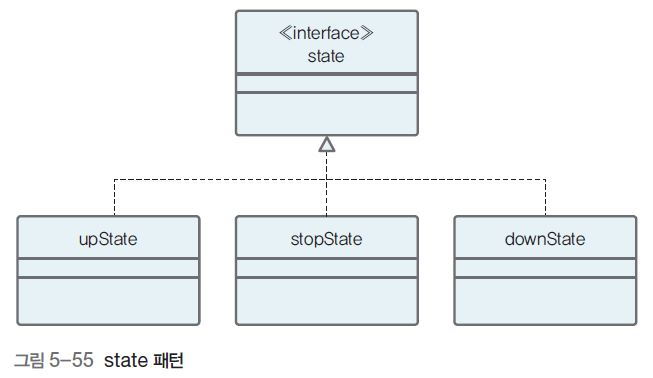 ≪interface≫
state
upState
stopState
downState
그림 5-55 state 패턴